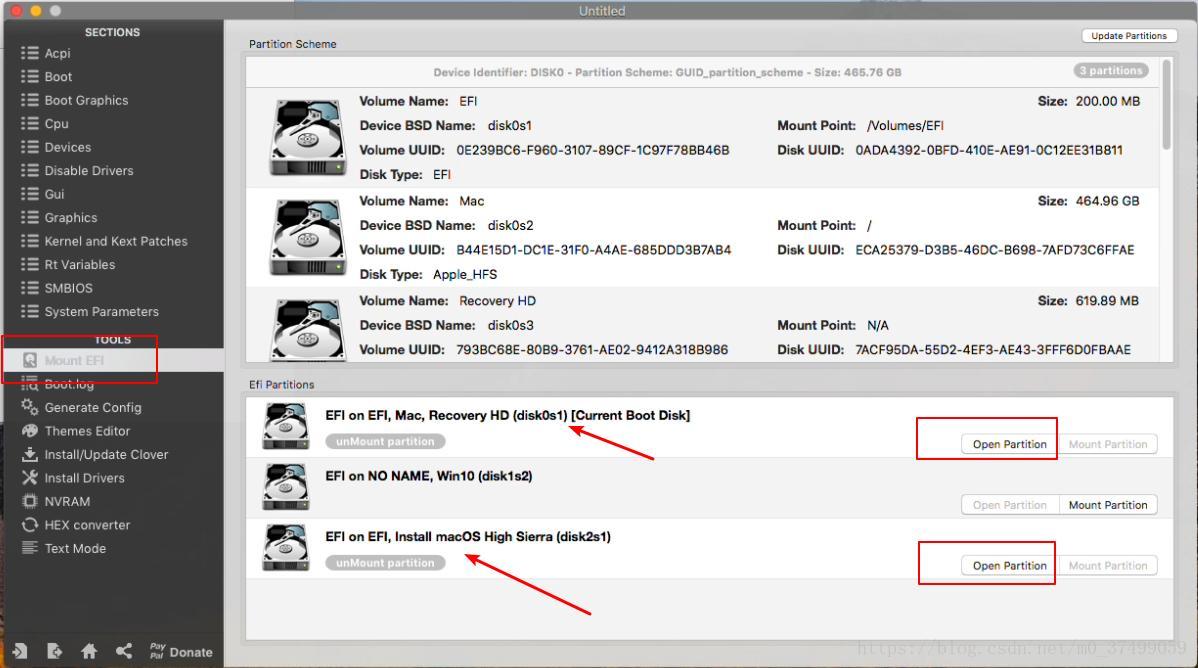 Untitled
SECTIONS
Acpi
Boot
Boot Graphics
Cpu
Devices
Disable Drivers
Gui
Graphics
Kernel and Kext Patches
Rt Variables
SMBIOS
System Parameters
TOOLS
Mount EFI
Boot.log
Generate Config
Themes Editor
Install/Update Clover
Install Drivers
NVRAM
HEX converter
Text Mode
Pay
Pal
Donate
Partition Scheme
Update Partitions
Device Identifier: DISK0 - Partition Scheme: GUID_partition_scheme - Size: 465.76 GB
3 partitions
Volume Name: EFI Size: 200.00 MB
Device BSD Name: disk0s1 Mount Point: /Volumes/EFI
Volume UUID: 0E239BC6-F960-3107-89CF-1C97F78BB46B Disk UUID: 0ADA4392-0BFD-410E-AE91-0C12EE31B811
Disk Type: EFI
Volume Name: Mac Size: 464.96 GB
Device BSD Name: disk0s2 Mount Point: /
Volume UUID: B44E15D1-DC1E-31F0-A4AE-685DDD3B7AB4 Disk UUID: ECA25379-D3B5-46DC-B698-7AFD73C6FFAE
Disk Type: Apple_HFS
Volume Name: Recovery HD Size: 619.89 MB
Device BSD Name: disk0s3 Mount Point: N/A
Volume UUID: 793BC68E-80B9-3761-AE02-9412A318B986 Disk UUID: 7ACF95DA-55D2-4EF3-AE43-3FFF6D0FBAAE
Efi Partitions
EFI on EFI, Mac, Recovery HD (disk0s1) [Current Boot Disk]
unMount partition Open Partition Mount Partition
EFI on NO NAME, Win10 (disk1s2)
Open Partition Mount Partition
EFI on EFI, Install macOS High Sierra (disk2s1)
unMount partition Open Partition Mount Partition
https://blog.csdn.net/m0_37499059